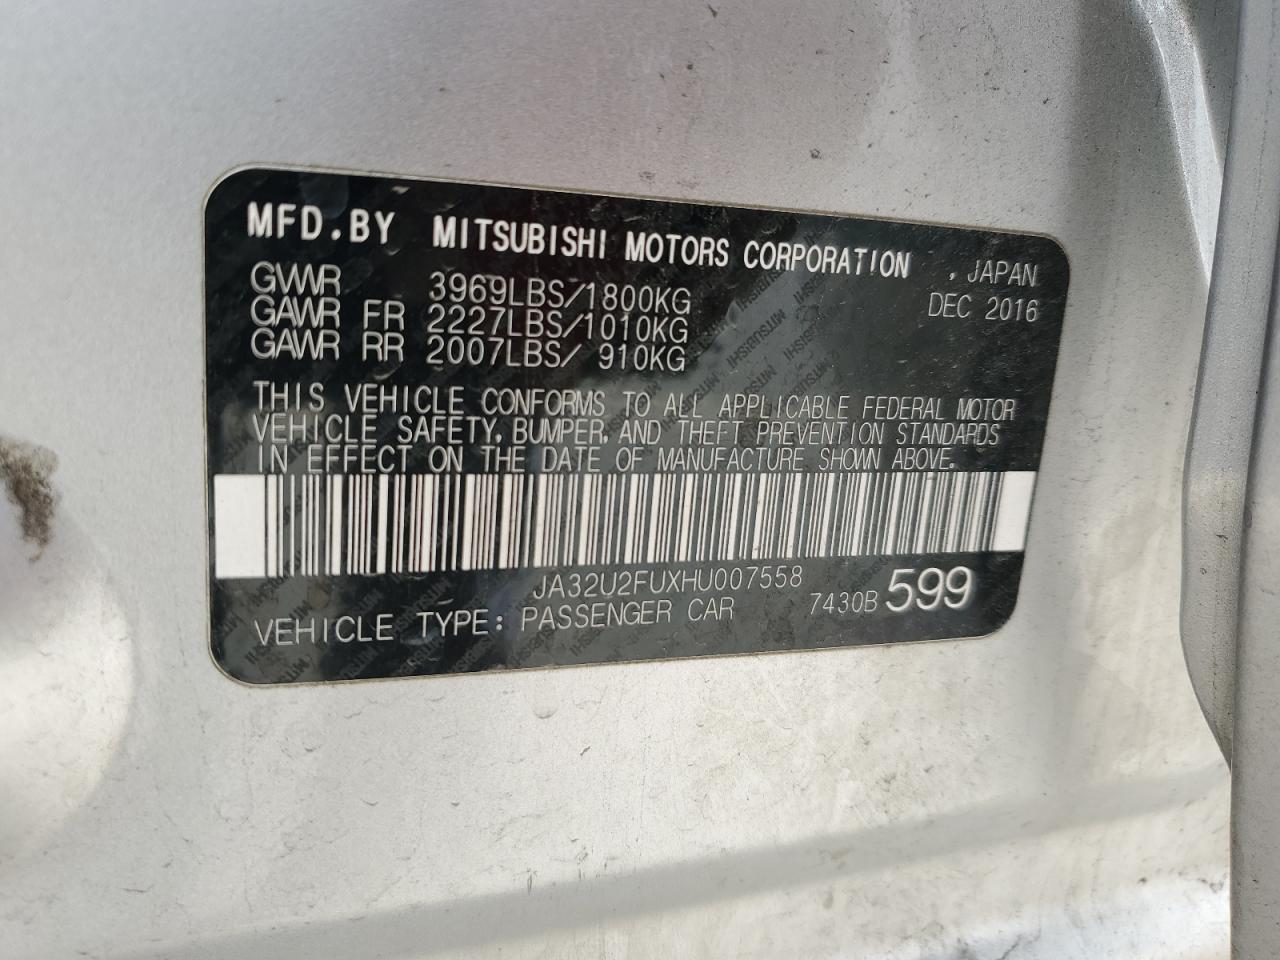 MFD.BY MITSUBISHI MOTORS CORPORATION , JAPAN
GVWR 3969LBS/1800KG DEC 2016
GAWR FR 2227LBS/1010KG
GAWR RR 2007LBS/ 910KG
THIS VEHICLE CONFORMS TO ALL APPLICABLE FEDERAL MOTOR
VEHICLE SAFETY, BUMPER, AND THEFT PREVENTION STANDARDS
IN EFFECT ON THE DATE OF MANUFACTURE SHOWN ABOVE.
JA32U2FUXHU007558
VEHICLE TYPE: PASSENGER CAR 7430B 599